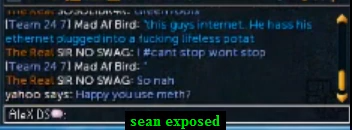 [Team 24 7] Mad Af Bird: "this guys internet. He hass his
ethernet plugged into a fucking lifeless potat
The Real SIR NO SWAG: I #cant stop wont stop
[Team 24 7] Mad Af Bird: "
The Real SIR NO SWAG: So nah
yahoo says: Happy you use meth?
AleX DS:
sean exposed